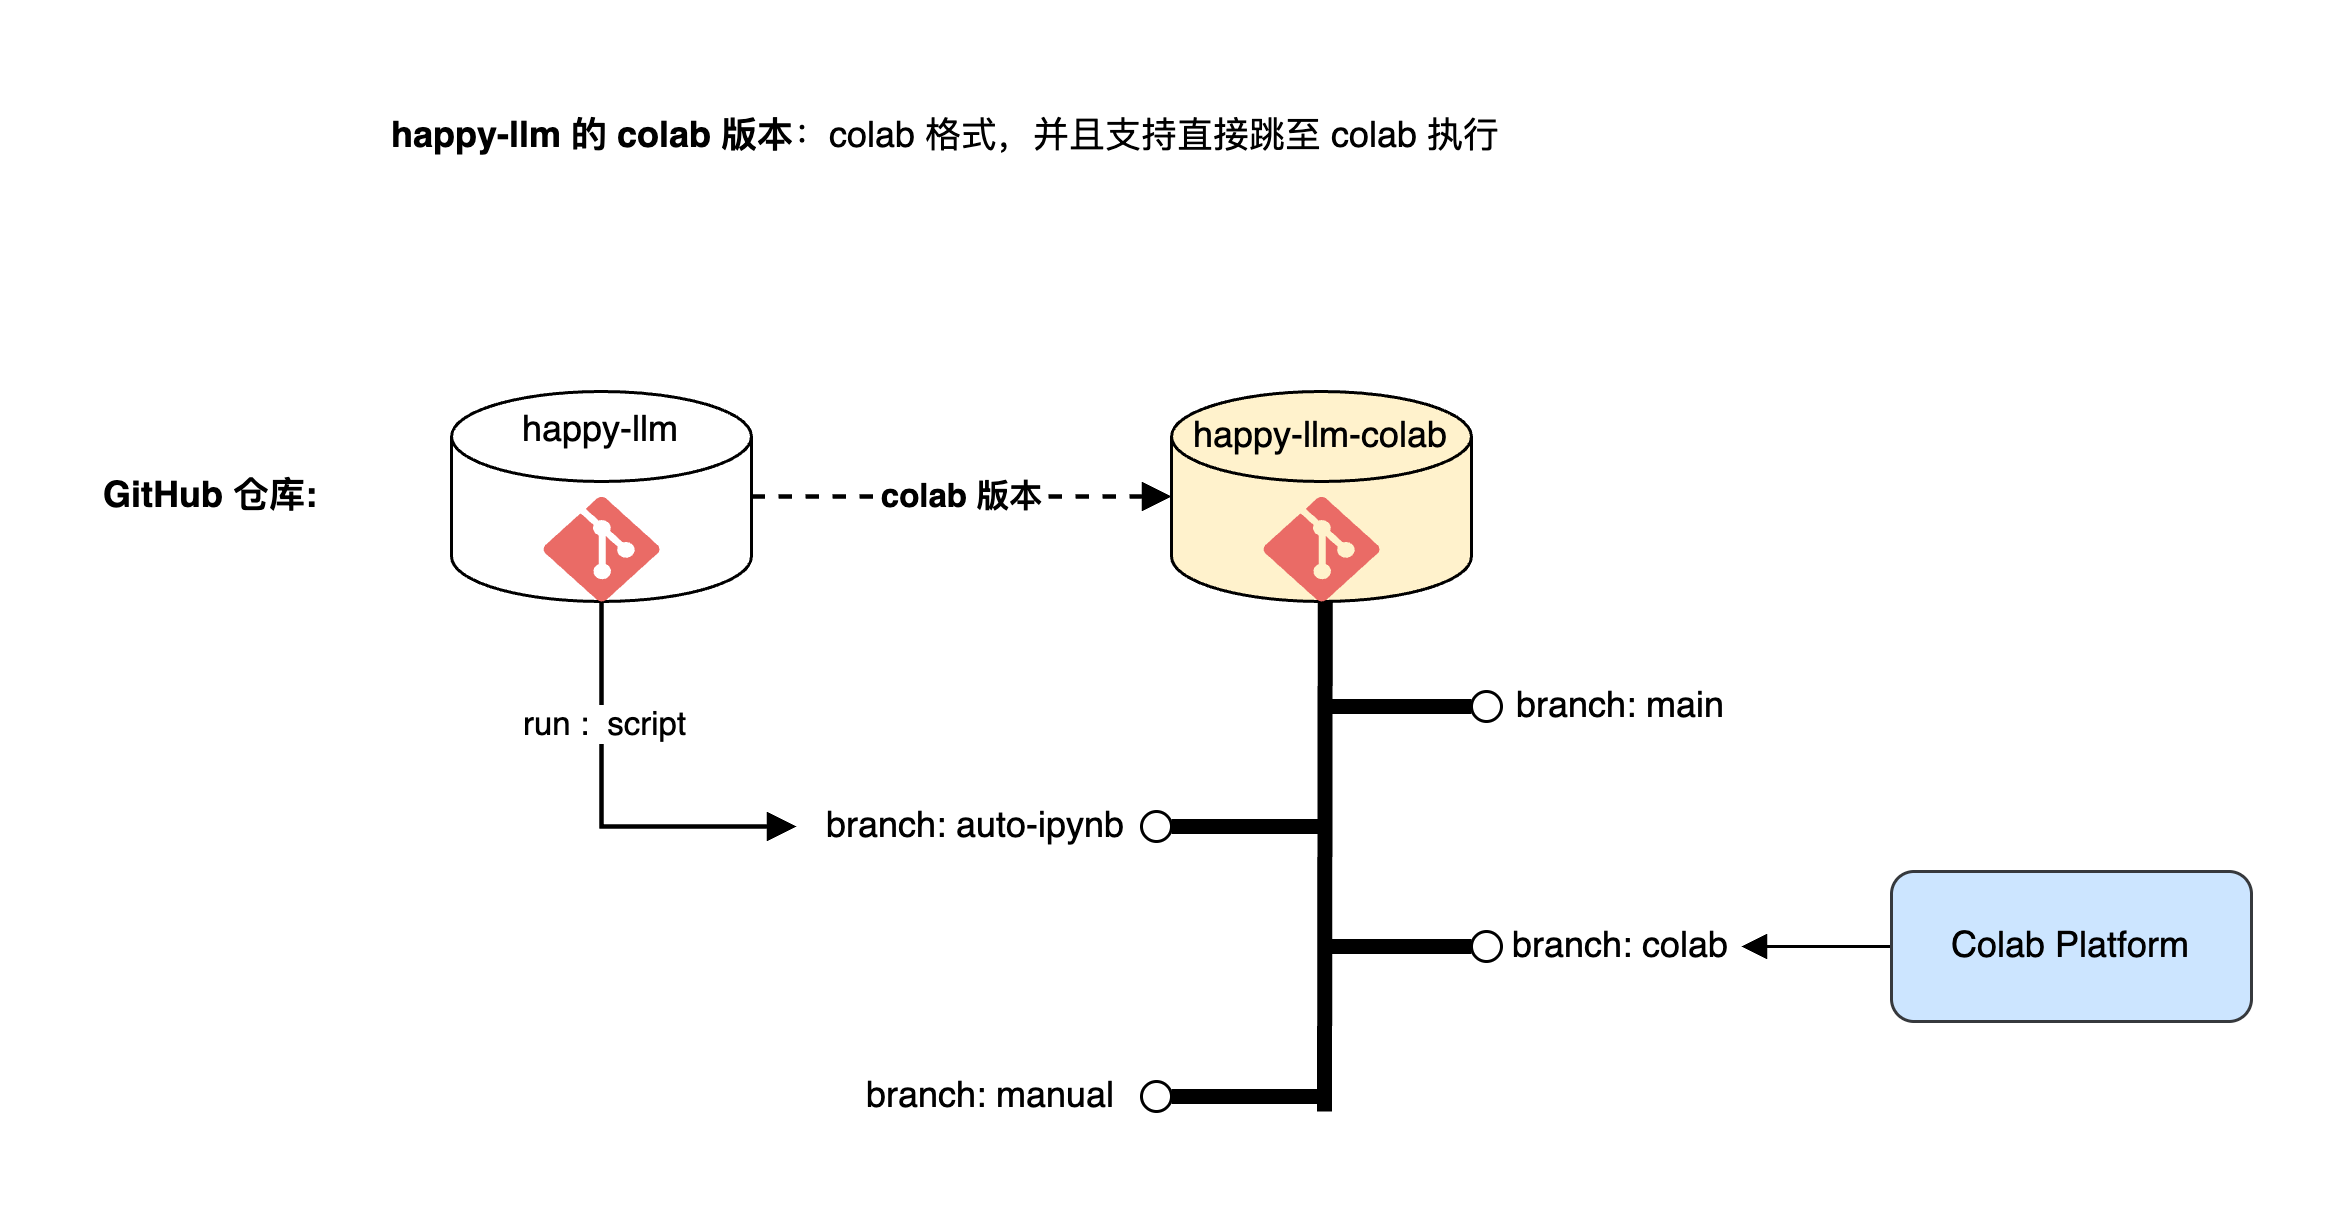 happy-llm 的 colab 版本：colab 格式，并且支持直接跳至 colab 执行
happy-llm
happy-llm-colab
GitHub 仓库:
colab 版本
run： script
branch: main
branch: auto-ipynb
branch: colab
Colab Platform
branch: manual